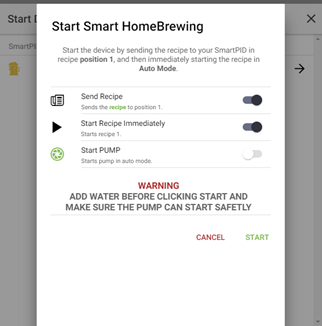 Start D
Start Smart HomeBrewing
SmartPI
Start the device by sending the recipe to your SmartPID in
recipe position 1, and then immediately starting the recipe in
Auto Mode.
Send Recipe
Sends the recipe to position 1.
Start Recipe Immediately
Starts recipe 1.
Start PUMP
Starts pump in auto mode.
WARNING
ADD WATER BEFORE CLICKING START AND
MAKE SURE THE PUMP CAN START SAFETLY
CANCEL START